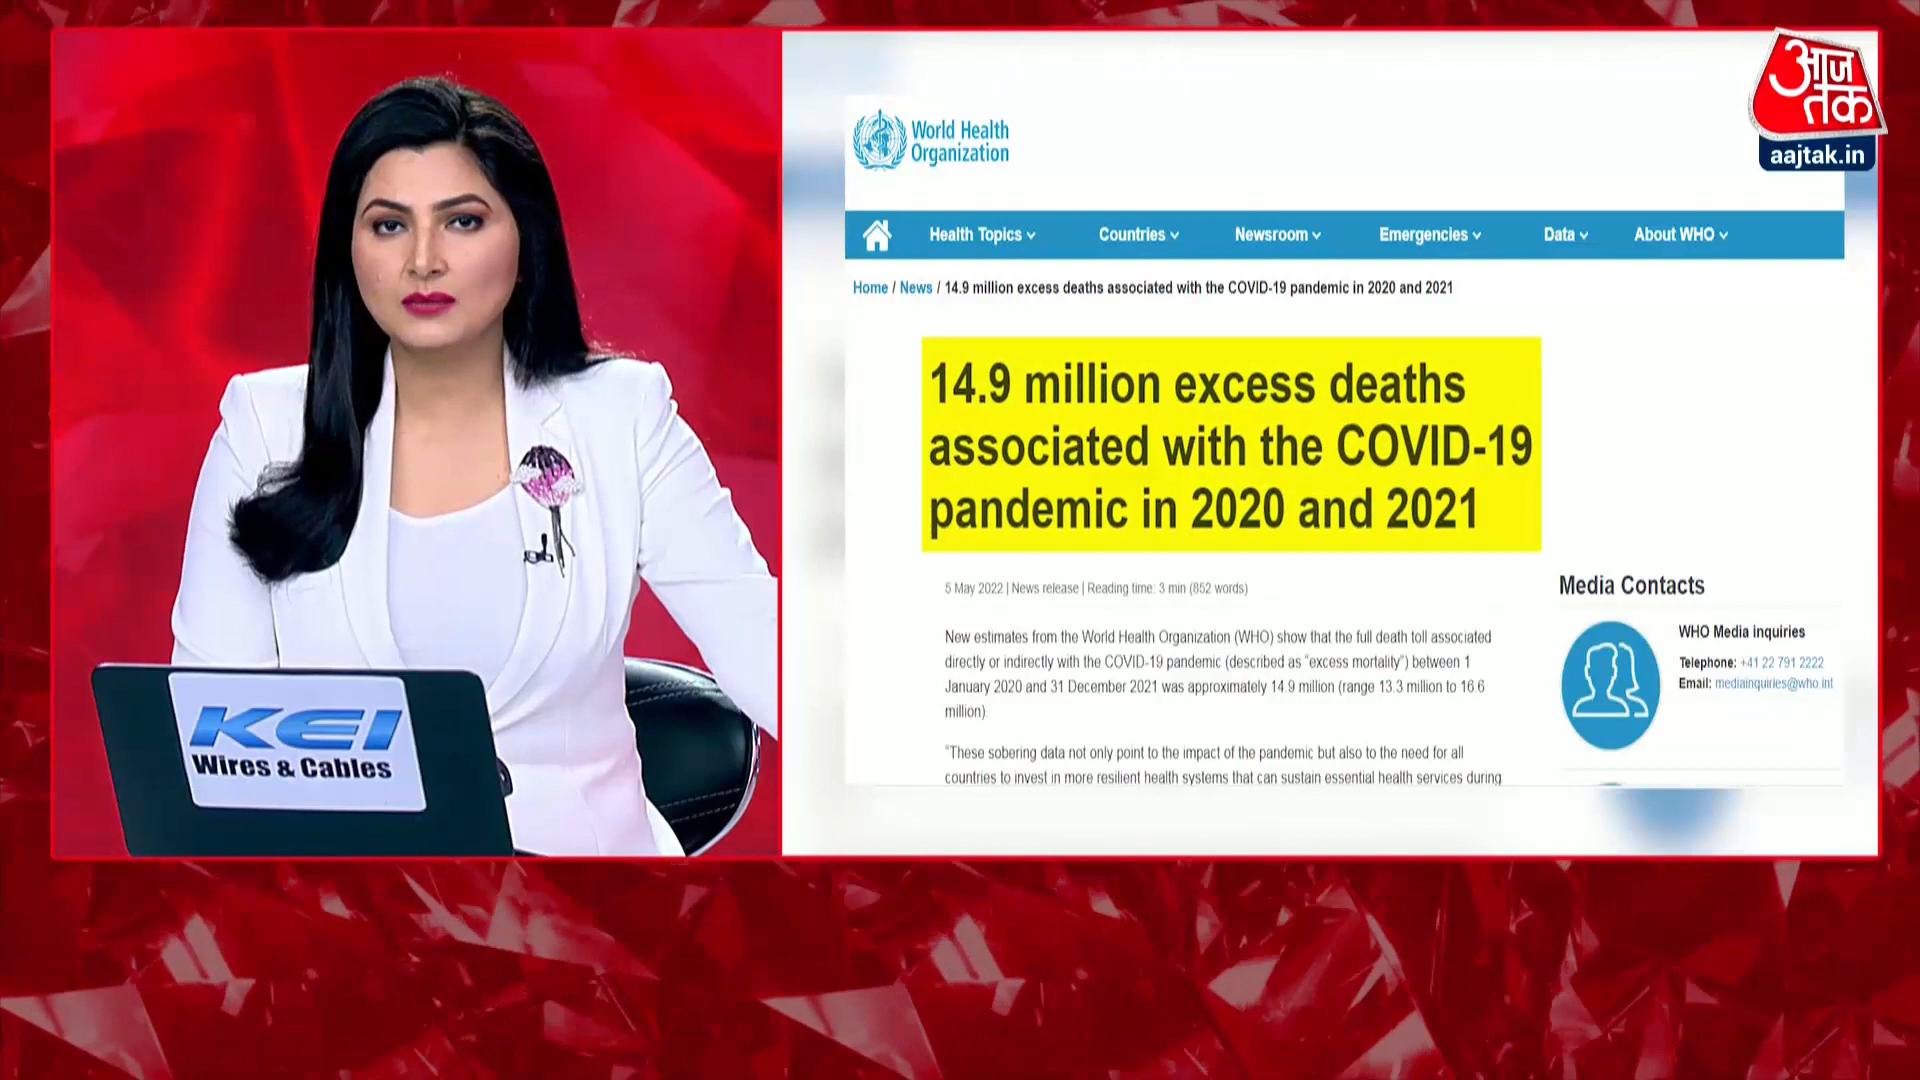 आज
तक
aajtak.in
World Health
Organization
Health Topics
Countries
Newsroom
Emergencies
Data
About WHO
Home / News / 14.9 million excess deaths associated with the COVID-19 pandemic in 2020 and 2021
14.9 million excess deaths
associated with the COVID-19
pandemic in 2020 and 2021
5 May 2022 | News release | Reading time: 3 min (852 words)
New estimates from the World Health Organization (WHO) show that the full death toll associated
directly or indirectly with the COVID-19 pandemic (described as “excess mortality”) between 1
January 2020 and 31 December 2021 was approximately 14.9 million (range 13.3 million to 16.6
million).
“These sobering data not only point to the impact of the pandemic but also to the need for all
countries to invest in more resilient health systems that can sustain essential health services during
Media Contacts
WHO Media inquiries
Telephone: +41 22 791 2222
Email: mediainquiries@who.int
KEI
Wires & Cables